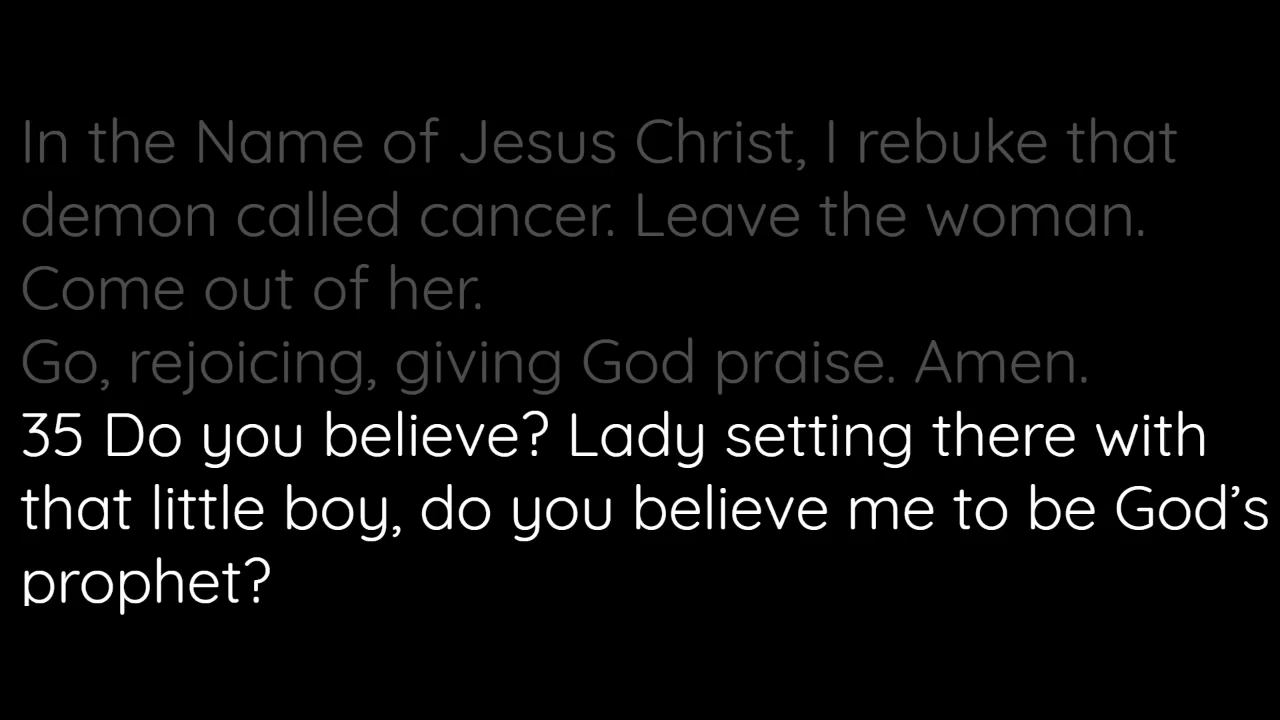 In the Name of Jesus Christ, I rebuke that
demon called cancer. Leave the woman.
Come out of her.
Go, rejoicing, giving God praise. Amen.
35 Do you believe? Lady setting there with
that little boy, do you believe me to be God’s
prophet?